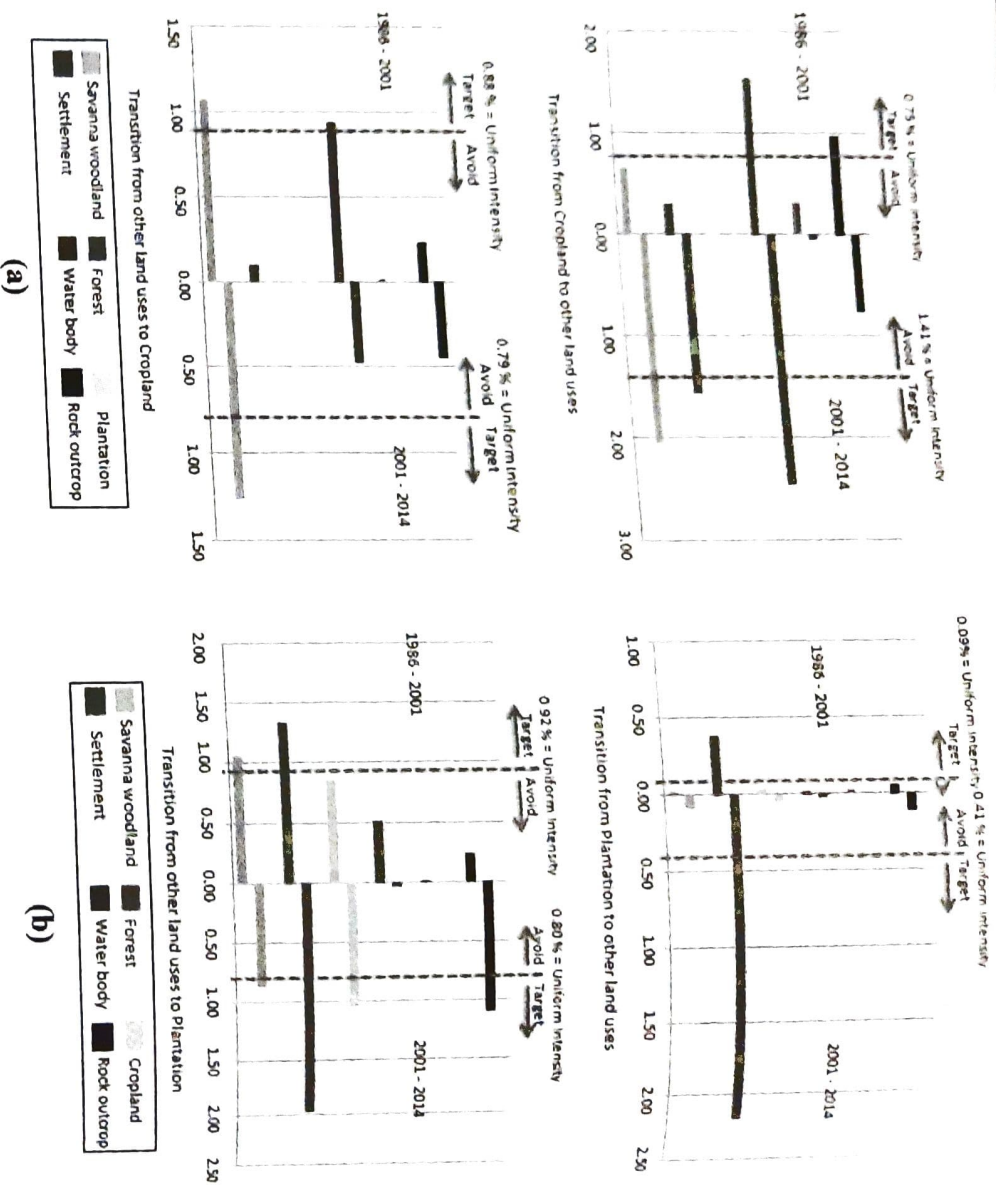 0.75 % = Uniform Intensity
1.41 % = Uniform Intensity
Target Avoid
Avoid Target
1986 - 2001
2001 - 2014
2.00 1.00 0.00 1.00 2.00 3.00
Transition from Cropland to other land uses
0.88 % = Uniform Intensity
0.79 % = Uniform Intensity
Target Avoid
Avoid Target
1986 - 2001
2001 - 2014
1.50 1.00 0.50 0.00 0.50 1.00 1.50
Transition from other land uses to Cropland
Savanna woodland Forest Plantation
Settlement Water body Rock outcrop
(a)
0.09% = Uniform Intensity 0.41 % = Uniform Intensity
Target Avoid Target
1986 - 2001
2001 - 2014
1.00 0.50 0.00 0.50 1.00 1.50 2.00 2.50
Transition from Plantation to other land uses
0.92 % = Uniform Intensity
0.80 % = Uniform Intensity
Target Avoid
Avoid Target
1986 - 2001
2001 - 2014
2.00 1.50 1.00 0.50 0.00 0.50 1.00 1.50 2.00 2.50
Transition from other land uses to Plantation
Savanna woodland Forest Cropland
Settlement Water body Rock outcrop
(b)